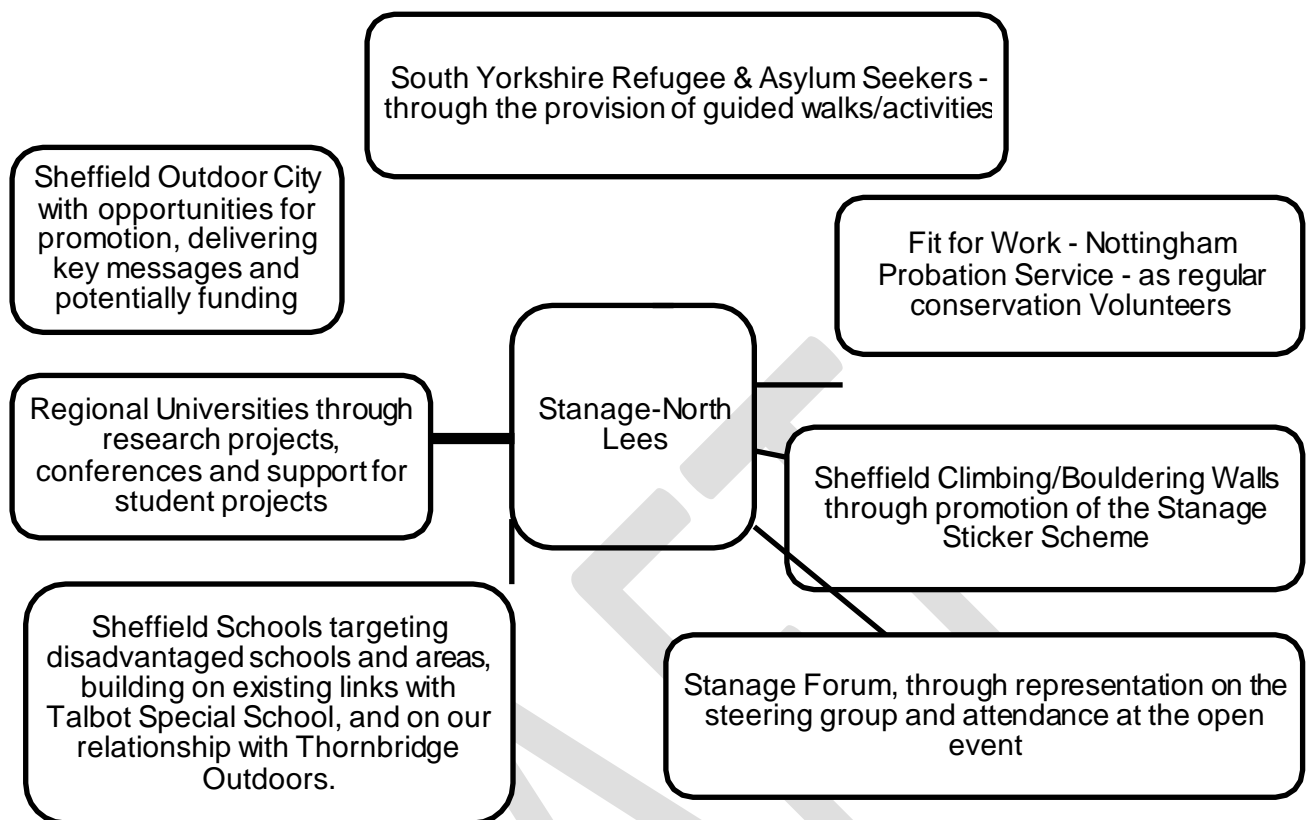 South Yorkshire Refugee & Asylum Seekers -
through the provision of guided walks/activities
Sheffield Outdoor City
with opportunities for
promotion, delivering
key messages and
potentially funding
Fit for Work - Nottingham
Probation Service - as regular
conservation Volunteers
Stanage-North
Lees
Regional Universities through
research projects,
conferences and support for
student projects
Sheffield Climbing/Bouldering Walls
through promotion of the Stanage
Sticker Scheme
Sheffield Schools targeting
disadvantaged schools and areas,
building on existing links with
Talbot Special School, and on our
relationship with Thornbridge
Outdoors.
Stanage Forum, through representation on the
steering group and attendance at the open
event